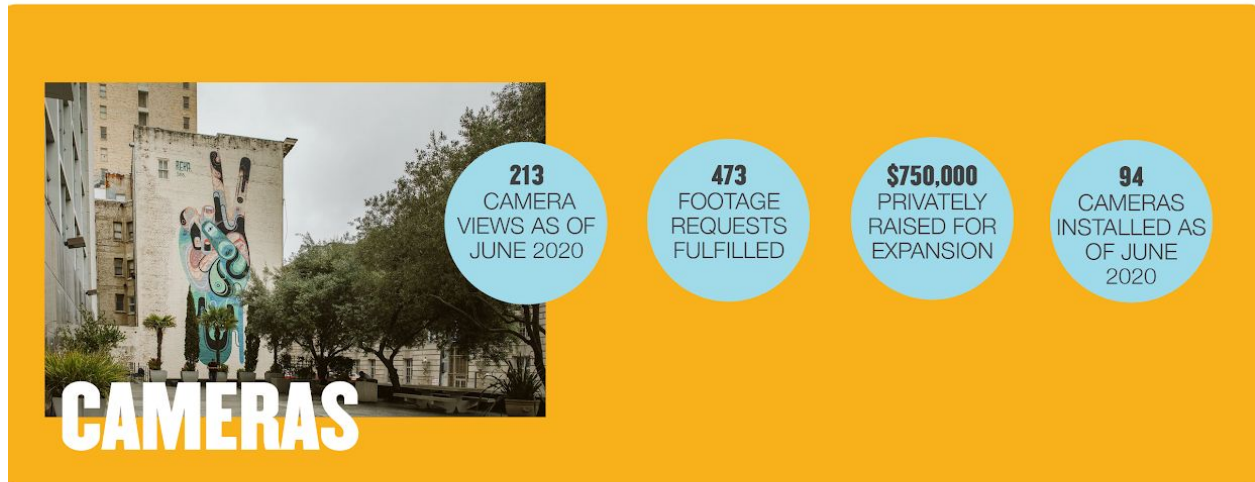 213
CAMERA
VIEWS AS OF
JUNE 2020
473
FOOTAGE
REQUESTS
FULFILLED
$750,000
PRIVATELY
RAISED FOR
EXPANSION
94
CAMERAS
INSTALLED AS
OF JUNE
2020
CAMERAS